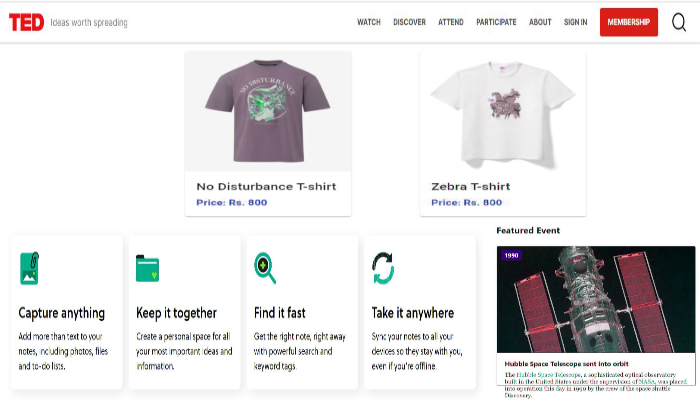 TED Ideas worth spreading
WATCH DISCOVER ATTEND PARTICIPATE ABOUT SIGN IN MEMBERSHIP
NO DISTURBANCE
No Disturbance T-shirt
Price: Rs. 800
Zebra T-shirt
Price: Rs. 800
Capture anything
Add more than text to your
notes, including photos, files
and to-do lists.
Keep it together
Create a personal space for all
your most important ideas and
information.
Find it fast
Get the right note, right away
with powerful search and
keyword tags.
Take it anywhere
Sync your notes to all your
devices so they stay with you,
even if you're offline.
Featured Event
1990
Hubble Space Telescope sent into orbit
The Hubble Space Telescope, a sophisticated optical observatory
built in the United States under the supervision of NASA, was placed
into operation this day in 1990 by the crew of the space shuttle
Discovery.